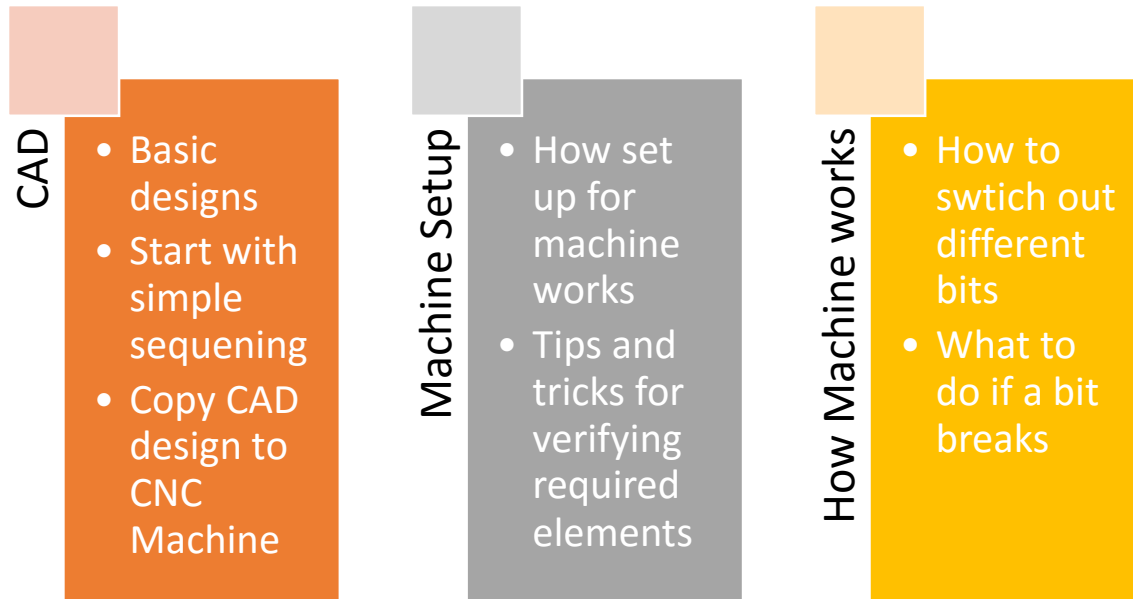 CAD
• Basic
designs
• Start with
simple
sequening
• Copy CAD
design to
CNC
Machine
Machine Setup
• How set
up for
machine
works
• Tips and
tricks for
verifying
required
elements
How Machine works
• How to
swtich out
different
bits
• What to
do if a bit
breaks